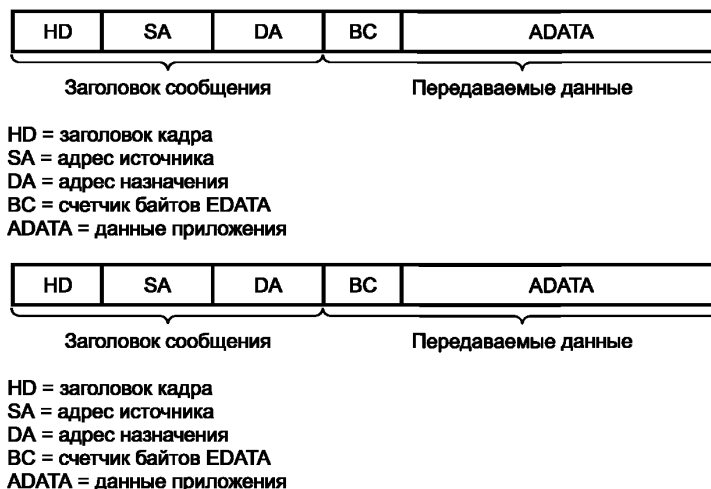 HD SA DA BC ADATA
Заголовок сообщения Передаваемые данные
HD = заголовок кадра
SA = адрес источника
DA = адрес назначения
BC = счетчик байтов EDATA
ADATA = данные приложения
HD SA DA BC ADATA
Заголовок сообщения Передаваемые данные
HD = заголовок кадра
SA = адрес источника
DA = адрес назначения
BC = счетчик байтов EDATA
ADATA = данные приложения